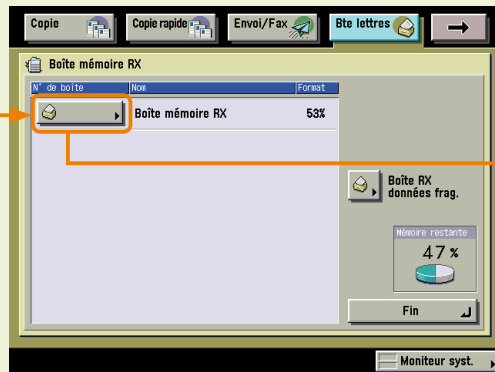 Copie
Copie rapide
Envoi/Fax
Bte lettres
Boîte mémoire RX
N° de boîte
Nom
Format
Boîte mémoire RX
53%
Boîte RX
données frag.
Mémoire restante
47 %
Fin
Moniteur syst.